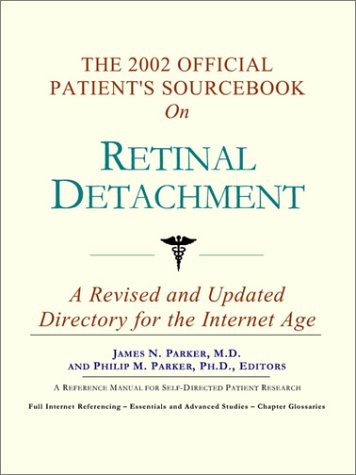 THE 2002 OFFICIAL
PATIENT'S SOURCEBOOK
On
RETINAL
DETACHMENT
A Revised and Updated
Directory for the Internet Age
JAMES N. PARKER, M.D.
AND PHILIP M. PARKER, PH.D., EDITORS
A REFERENCE MANUAL FOR SELF-DIRECTED PATIENT RESEARCH
Full Internet Referencing – Essentials and Advanced Studies – Chapter Glossaries